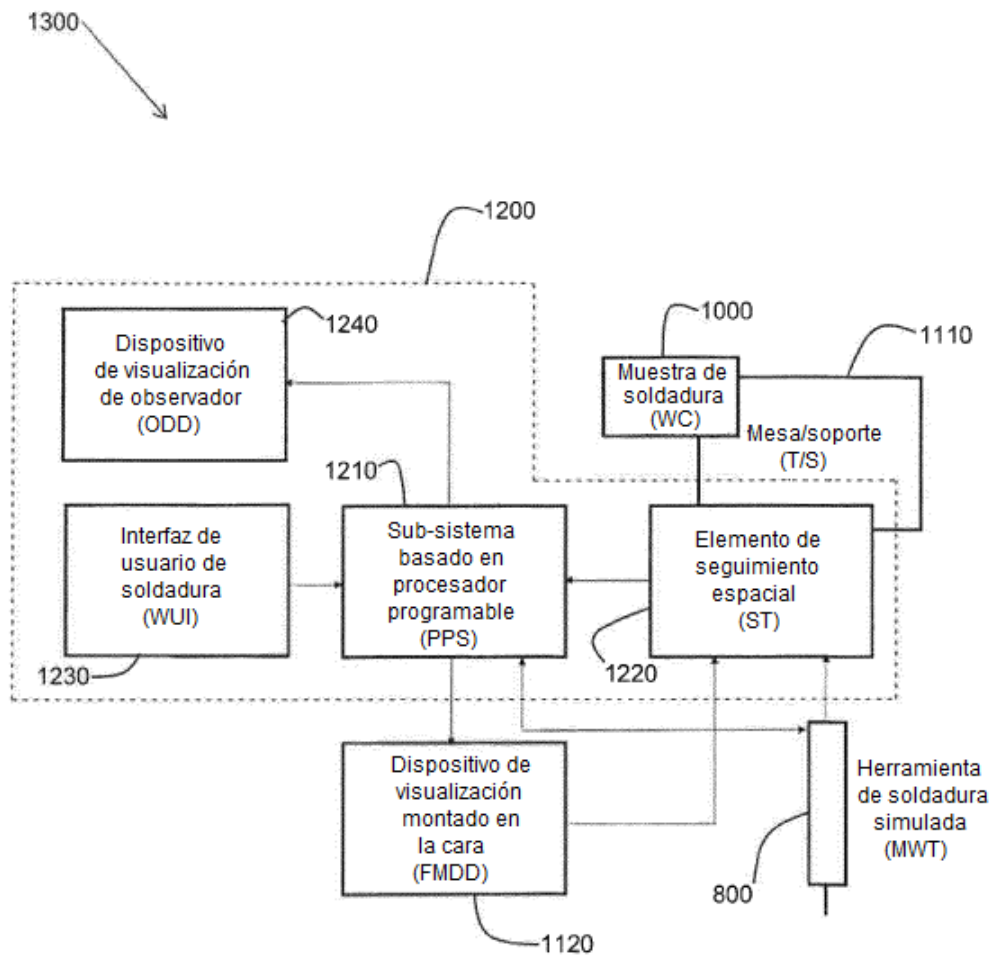 1300
1200
Dispositivo
de visualización
de observador
(ODD)
1240
1000
Muestra de
soldadura
(WC)
1110
Mesa/soporte
(T/S)
Interfaz de
usuario de
soldadura
(WUI)
1230
1210
Sub-sistema
basado en
procesador
programable
(PPS)
Elemento de
seguimiento
espacial
(ST)
1220
Dispositivo de
visualización
montado en
la cara
(FMDD)
1120
Herramienta
de soldadura
simulada
(MWT)
800